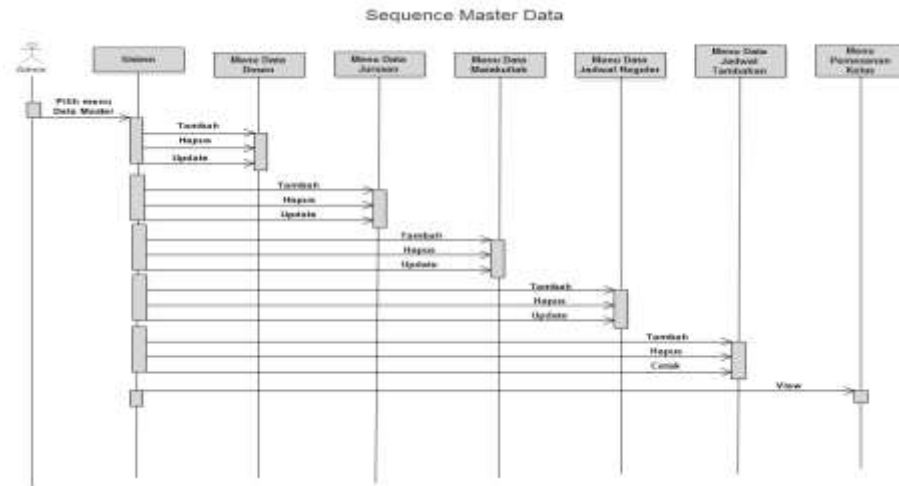 Sequence Master Data
Admin
Sistem
Menu Data
Dosen
Menu Data
Jurusan
Menu Data
Matakuliah
Menu Data
Jadwal Reguler
Menu Data
Jadwal
Tambahan
Menu
Pemesanan
Kelas
Pilih menu
Data Master
Tambah
Hapus
Update
Tambah
Hapus
Update
Tambah
Hapus
Update
Tambah
Hapus
Update
Tambah
Hapus
Cetak
View